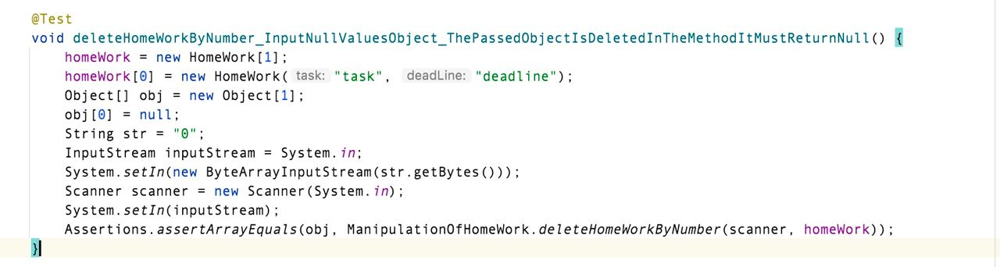 @Test
void deleteHomeWorkByNumber_InputNullValuesObject_ThePassedObjectIsDeletedInTheMethodItMustReturnNull() {
    homeWork = new HomeWork[1];
    homeWork[0] = new HomeWork( task: "task", deadLine: "deadline");
    Object[] obj = new Object[1];
    obj[0] = null;
    String str = "0";
    InputStream inputStream = System.in;
    System.setIn(new ByteArrayInputStream(str.getBytes()));
    Scanner scanner = new Scanner(System.in);
    System.setIn(inputStream);
    Assertions.assertArrayEquals(obj, ManipulationOfHomeWork.deleteHomeWorkByNumber(scanner, homeWork));
}